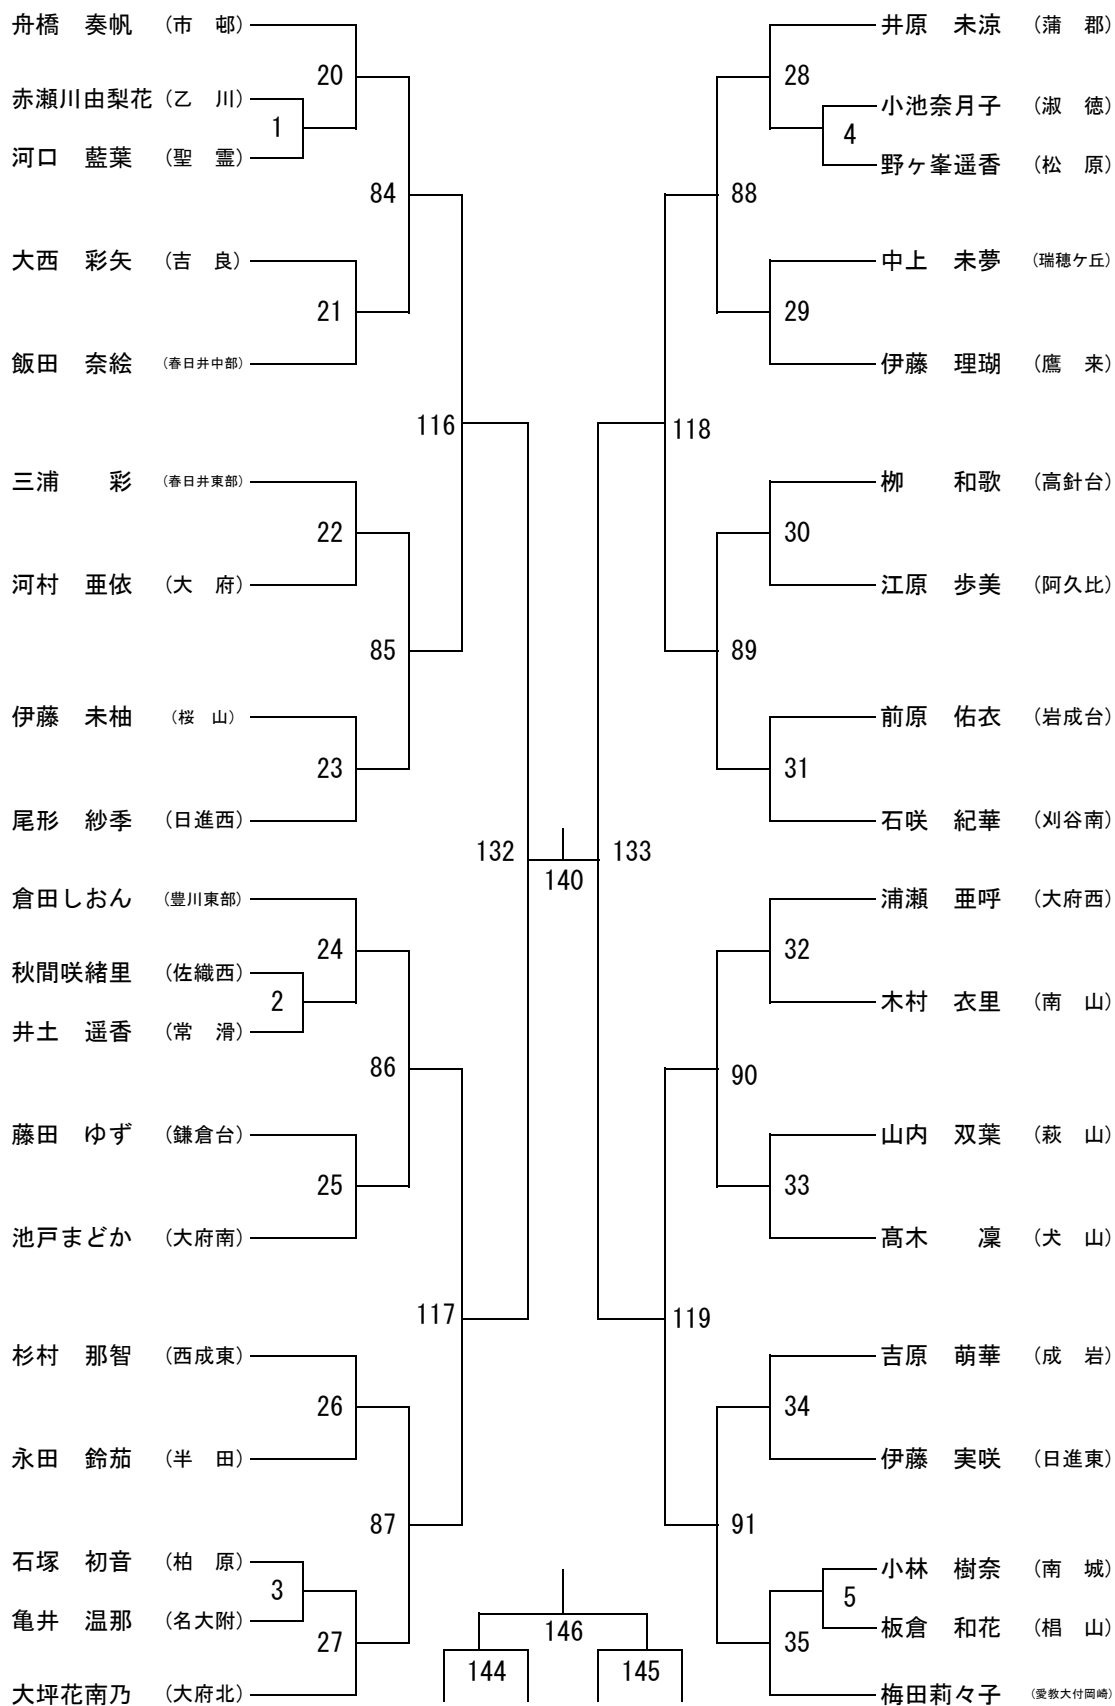 舟橋　奏帆　（市　邨）
20
赤瀬川由梨花（乙　川）
1
河口　藍葉　（聖　霊）
84
大西　彩矢　（吉　良）
21
飯田　奈絵　（春日井中部）
116
三浦　　彩　（春日井東部）
22
河村　亜依　（大　府）
85
伊藤　未柚　（桜　山）
23
尾形　紗季　（日進西）
132
倉田しおん　（豊川東部）
24
秋間咲緒里　（佐織西）
2
井土　遥香　（常　滑）
86
藤田　ゆず　（鎌倉台）
25
池戸まどか　（大府南）
117
杉村　那智　（西成東）
26
永田　鈴茄　（半　田）
87
石塚　初音　（柏　原）
3
亀井　温那　（名大附）
27
大坪花南乃　（大府北）
140
井原　未涼　（蒲　郡）
28
小池奈月子　（淑　徳）
4
野ヶ峯遥香　（松　原）
88
中上　未夢　（瑞穂ケ丘）
29
伊藤　理瑚　（鷹　来）
118
栁　　和歌　（高針台）
30
江原　歩美　（阿久比）
89
前原　佑衣　（岩成台）
31
石咲　紀華　（刈谷南）
133
浦瀬　亜呼　（大府西）
32
木村　衣里　（南　山）
90
山内　双葉　（萩　山）
33
髙木　　凜　（犬　山）
119
吉原　萌華　（成　岩）
34
伊藤　実咲　（日進東）
91
小林　樹奈　（南　城）
5
板倉　和花　（椙　山）
35
梅田莉々子　（愛教大付岡崎）
146
144
145